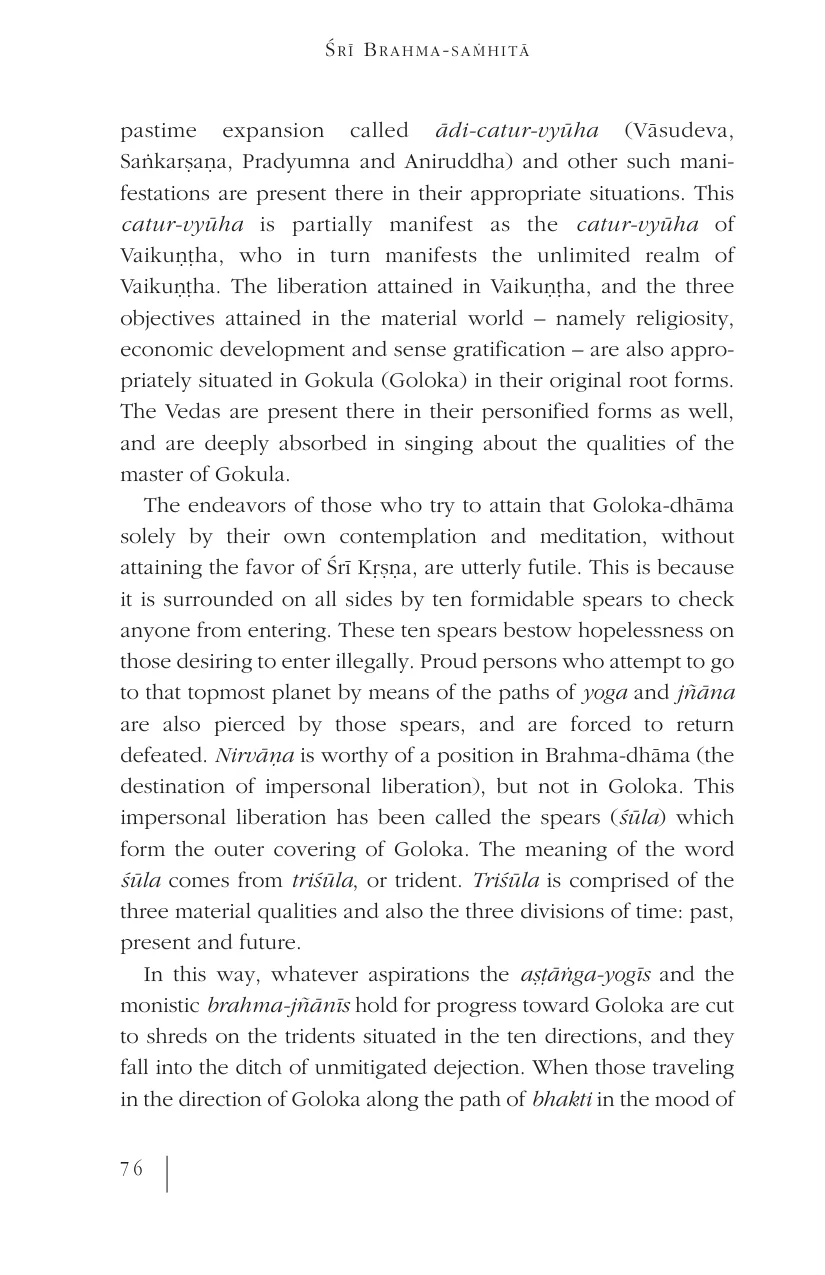 Śrī Brahma-saṁhitā
pastime expansion called ādi-catur-vyūha (Vāsudeva,
Saṅkarṣaṇa, Pradyumna and Aniruddha) and other such mani-
festations are present there in their appropriate situations. This
catur-vyūha is partially manifest as the catur-vyūha of
Vaikuṇṭha, who in turn manifests the unlimited realm of
Vaikuṇṭha. The liberation attained in Vaikuṇṭha, and the three
objectives attained in the material world – namely religiosity,
economic development and sense gratification – are also appro-
priately situated in Gokula (Goloka) in their original root forms.
The Vedas are present there in their personified forms as well,
and are deeply absorbed in singing about the qualities of the
master of Gokula.
The endeavors of those who try to attain that Goloka-dhāma
solely by their own contemplation and meditation, without
attaining the favor of Śrī Kṛṣṇa, are utterly futile. This is because
it is surrounded on all sides by ten formidable spears to check
anyone from entering. These ten spears bestow hopelessness on
those desiring to enter illegally. Proud persons who attempt to go
to that topmost planet by means of the paths of yoga and jñāna
are also pierced by those spears, and are forced to return
defeated. Nirvāṇa is worthy of a position in Brahma-dhāma (the
destination of impersonal liberation), but not in Goloka. This
impersonal liberation has been called the spears (śūla) which
form the outer covering of Goloka. The meaning of the word
śūla comes from triśūla, or trident. Triśūla is comprised of the
three material qualities and also the three divisions of time: past,
present and future.
In this way, whatever aspirations the aṣṭāṅga-yogīs and the
monistic brahma-jñānīs hold for progress toward Goloka are cut
to shreds on the tridents situated in the ten directions, and they
fall into the ditch of unmitigated dejection. When those traveling
in the direction of Goloka along the path of bhakti in the mood of
76